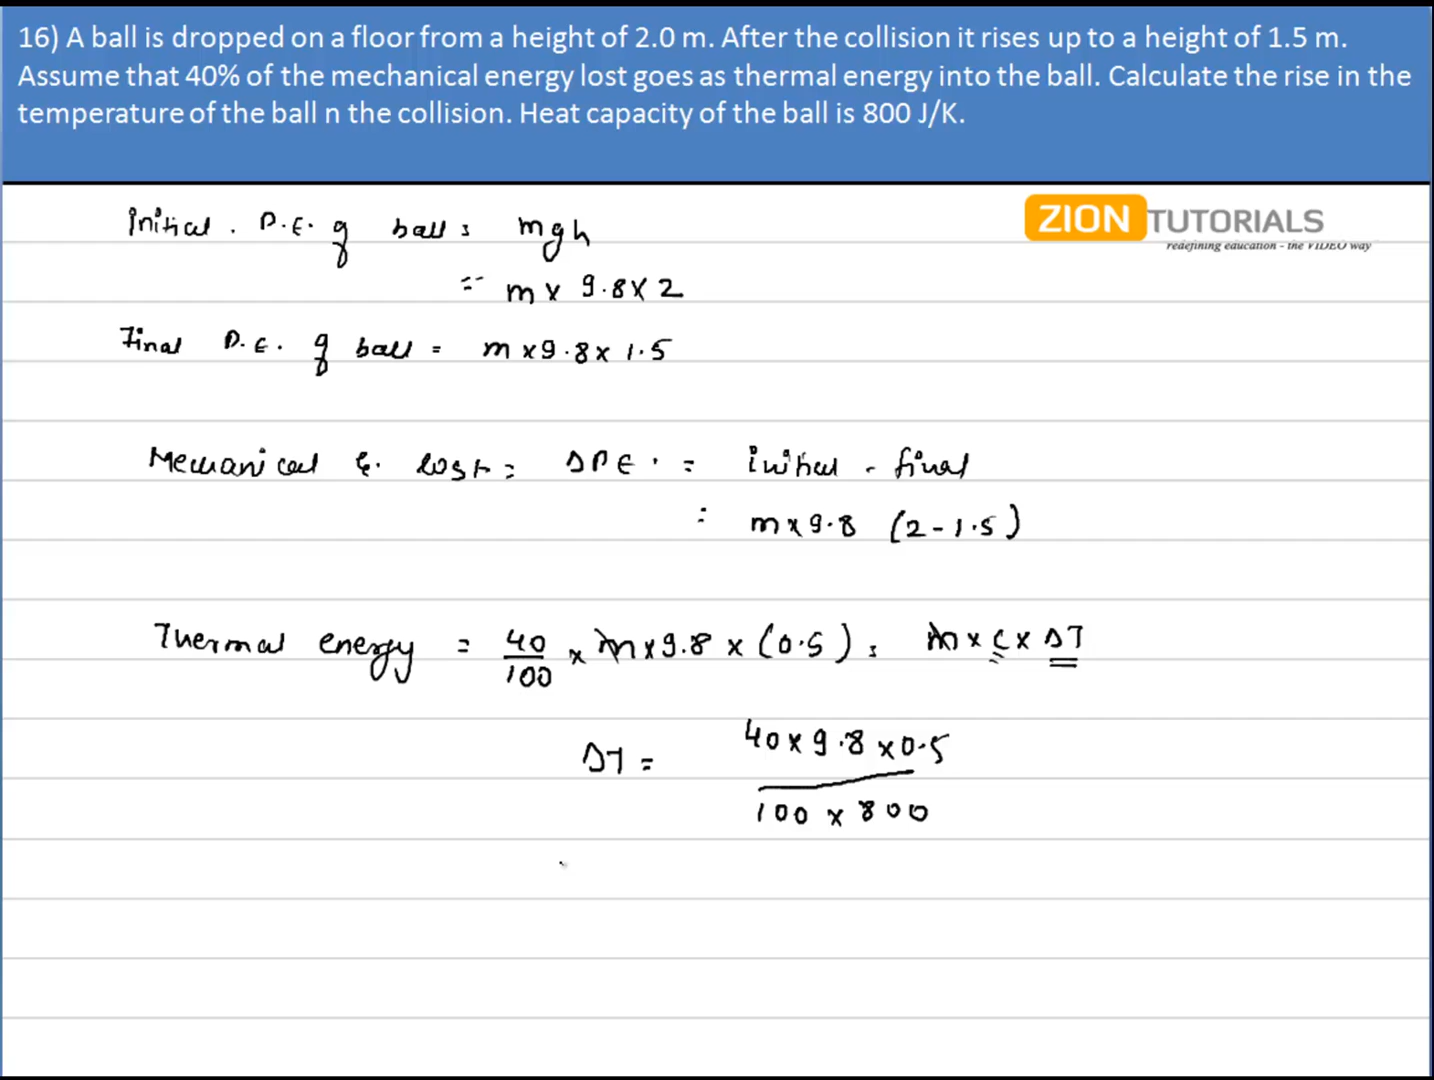 16) A ball is dropped on a floor from a height of 2.0 m. After the collision it rises up to a height of 1.5 m.
Assume that 40% of the mechanical energy lost goes as thermal energy into the ball. Calculate the rise in the
temperature of the ball n the collision. Heat capacity of the ball is 800 J/K.
ZION TUTORIALS
redefining education - the VIDEO way
Initial . P.E. of ball = mgh
= m x 9.8 x 2
Final P.E. of ball = m x 9.8 x 1.5
Mechanical E. lost = ΔPE. = initial - final
= m x 9.8 (2 - 1.5)
Thermal energy = 40/100 x m x 9.8 x (0.5) = m x c x ΔT
ΔT = 40 x 9.8 x 0.5 / 100 x 800